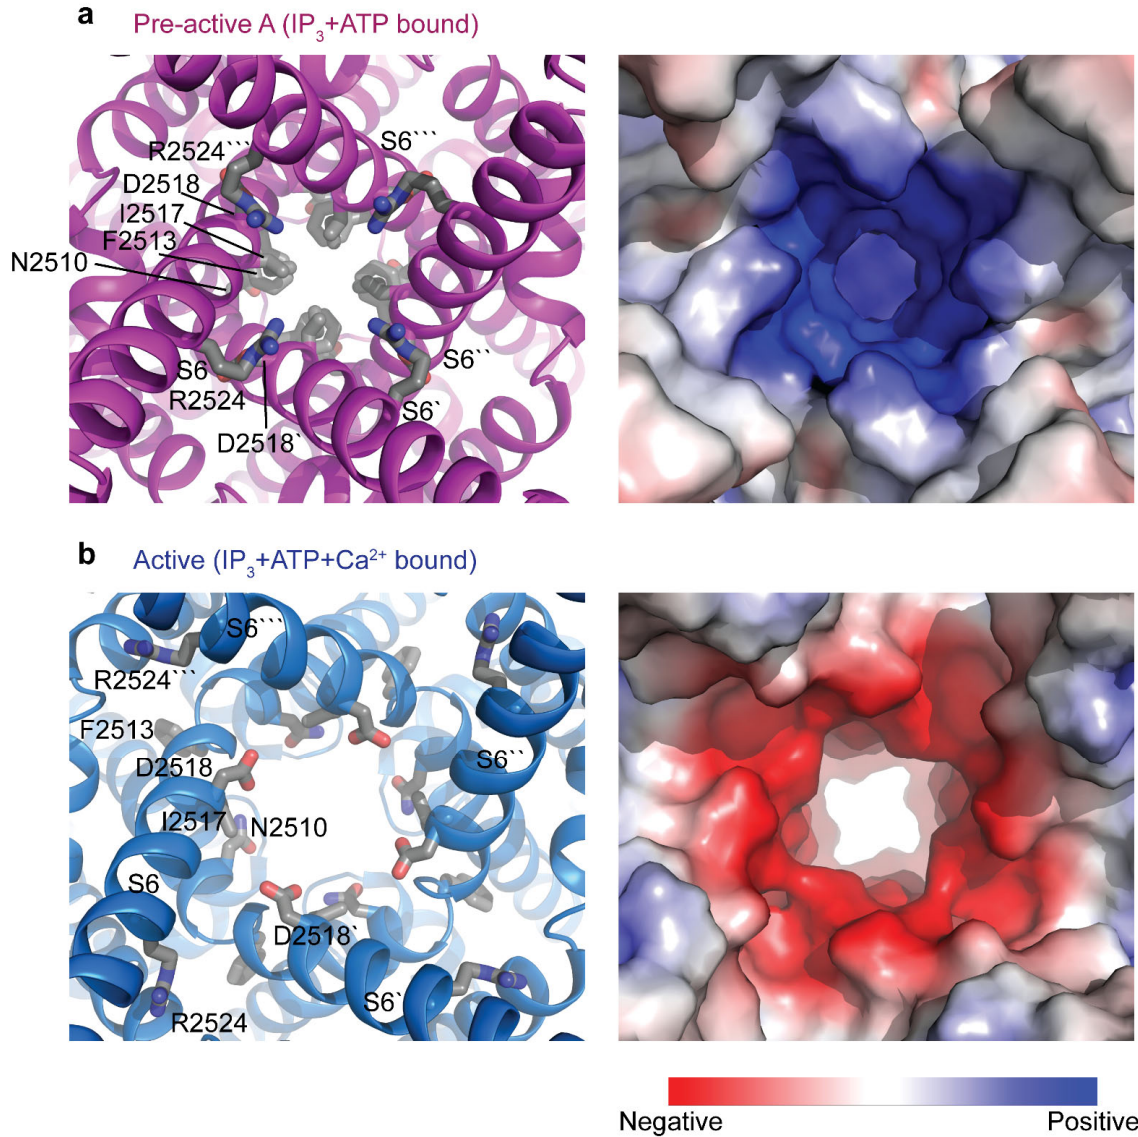 a Pre-active A (IP3+ATP bound)
S6```
R2524```
D2518
I2517
F2513
N2510
S6``
S6
R2524
S6`
D2518`
b Active (IP3+ATP+Ca2+ bound)
S6```
R2524```
F2513
D2518
S6``
I2517 N2510
S6
D2518`
S6`
R2524
Negative Positive